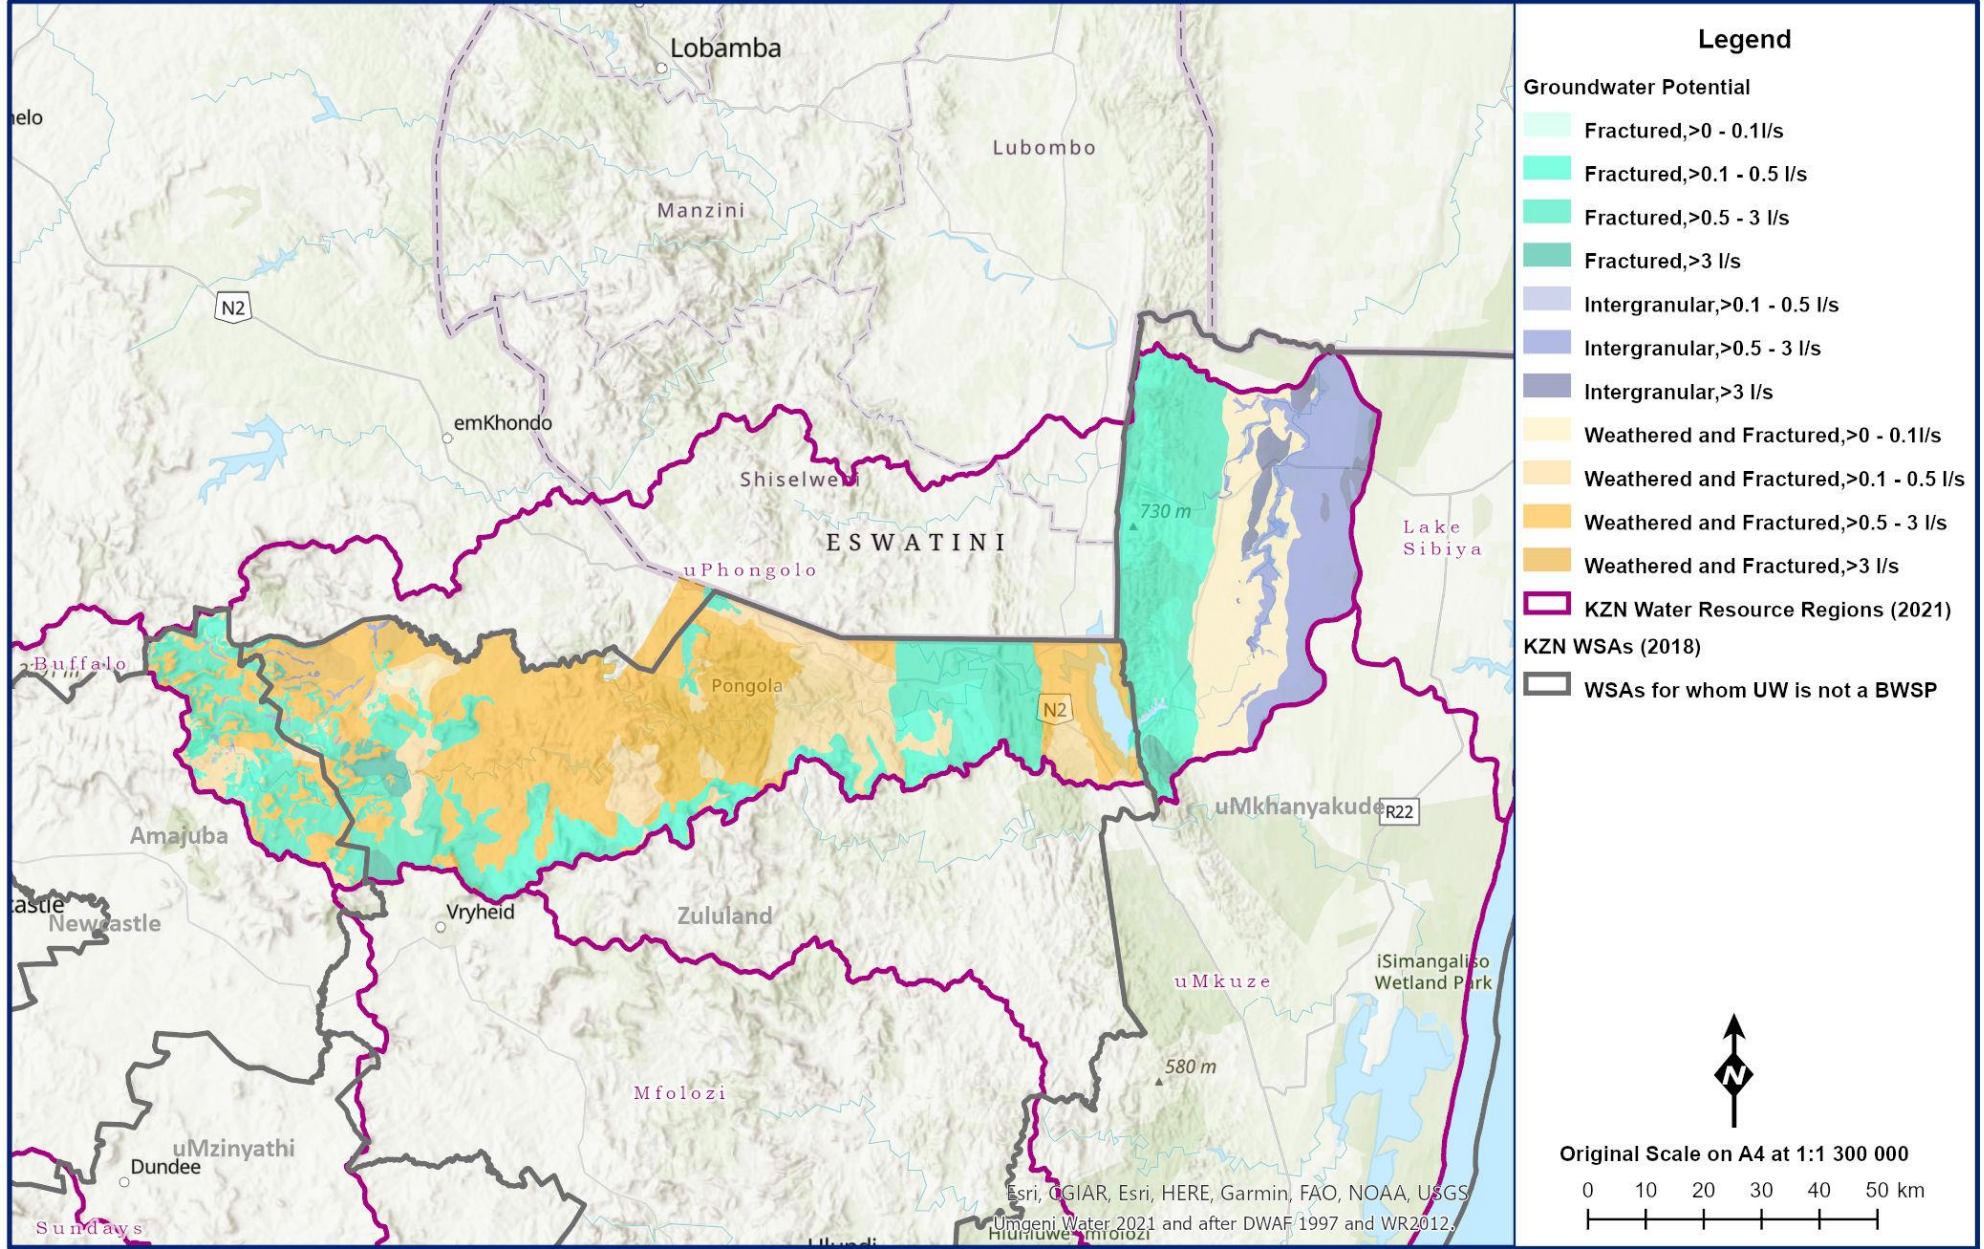 Lobamba
elo
Lubombo
Manzini
N2
emKhondo
Shiselweni
730 m
ESWATINI
Lake
Sibiya
uPhongolo
Buffalo
Pongola
N2
uMkhanyakude
R22
Amajuba
castle
Newcastle
Vryheid
Zululand
iSimangaliso
Wetland Park
uMkuze
580 m
Mfolozi
uMzinyathi
Dundee
Sundays
Esri, CGIAR, Esri, HERE, Garmin, FAO, NOAA, USGS
Umgeni Water 2021 and after DWAF 1997 and WR2012.
Ulundi
Legend
Groundwater Potential
Fractured,>0 - 0.1l/s
Fractured,>0.1 - 0.5 l/s
Fractured,>0.5 - 3 l/s
Fractured,>3 l/s
Intergranular,>0.1 - 0.5 l/s
Intergranular,>0.5 - 3 l/s
Intergranular,>3 l/s
Weathered and Fractured,>0 - 0.1l/s
Weathered and Fractured,>0.1 - 0.5 l/s
Weathered and Fractured,>0.5 - 3 l/s
Weathered and Fractured,>3 l/s
KZN Water Resource Regions (2021)
KZN WSAs (2018)
WSAs for whom UW is not a BWSP
N
Original Scale on A4 at 1:1 300 000
0 10 20 30 40 50 km